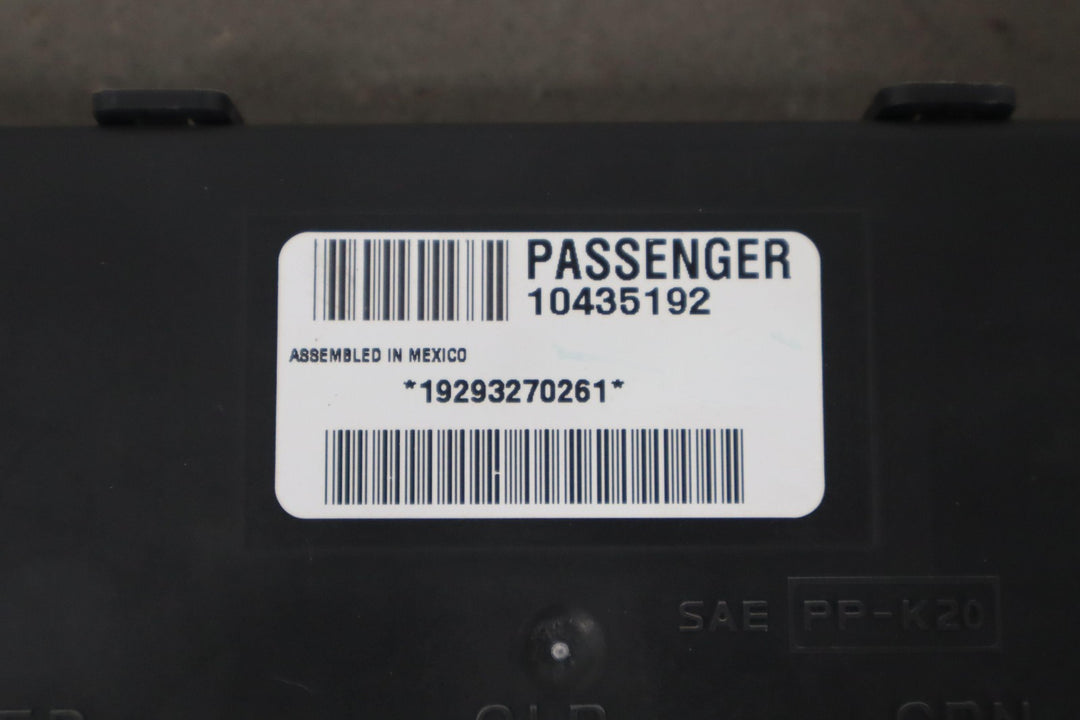 PASSENGER
10435192
ASSEMBLED IN MEXICO
*19293270261*
SAE PP-K20